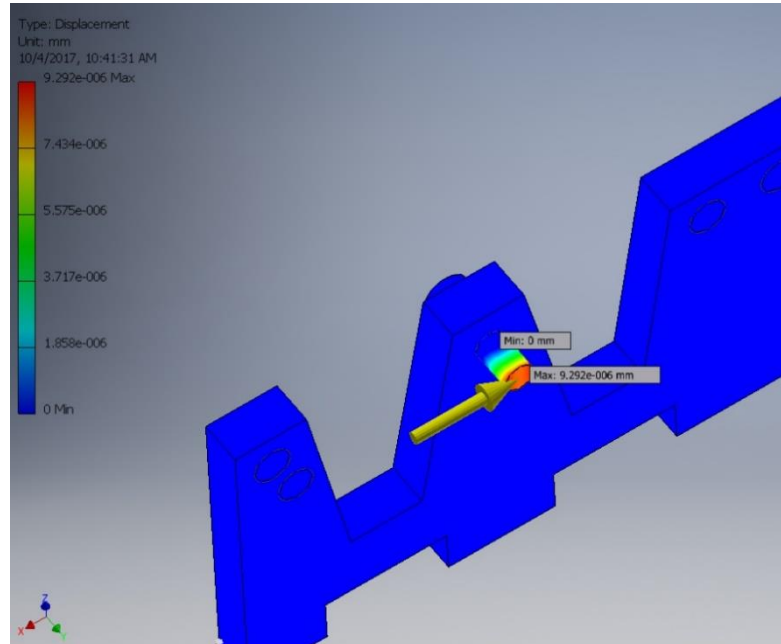 Type: Displacement
Unit: mm
10/4/2017, 10:41:31 AM
9.292e-006 Max
7.434e-006
5.575e-006
3.717e-006
1.858e-006
0 Min
Min: 0 mm
Max: 9.292e-006 mm
Z
X
Y